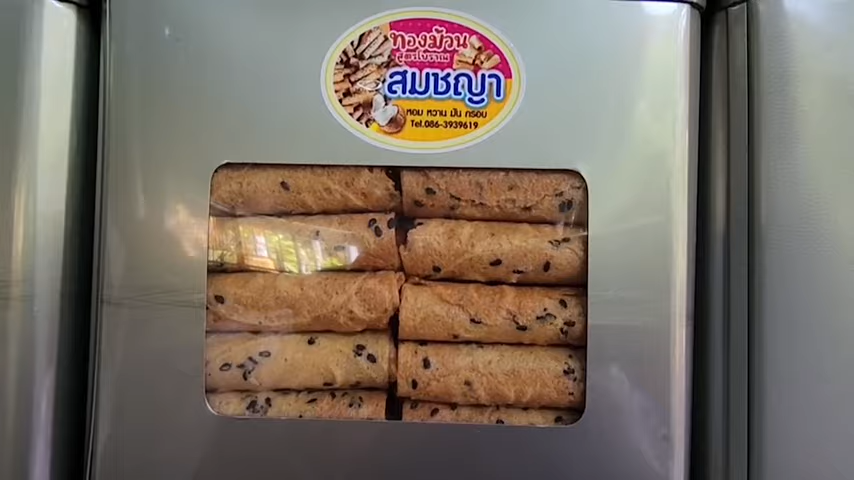 ทองม้วน
สูตรโบราณ
สมชญา
หอม หวาน มัน กรอบ
Tel.086-3939619